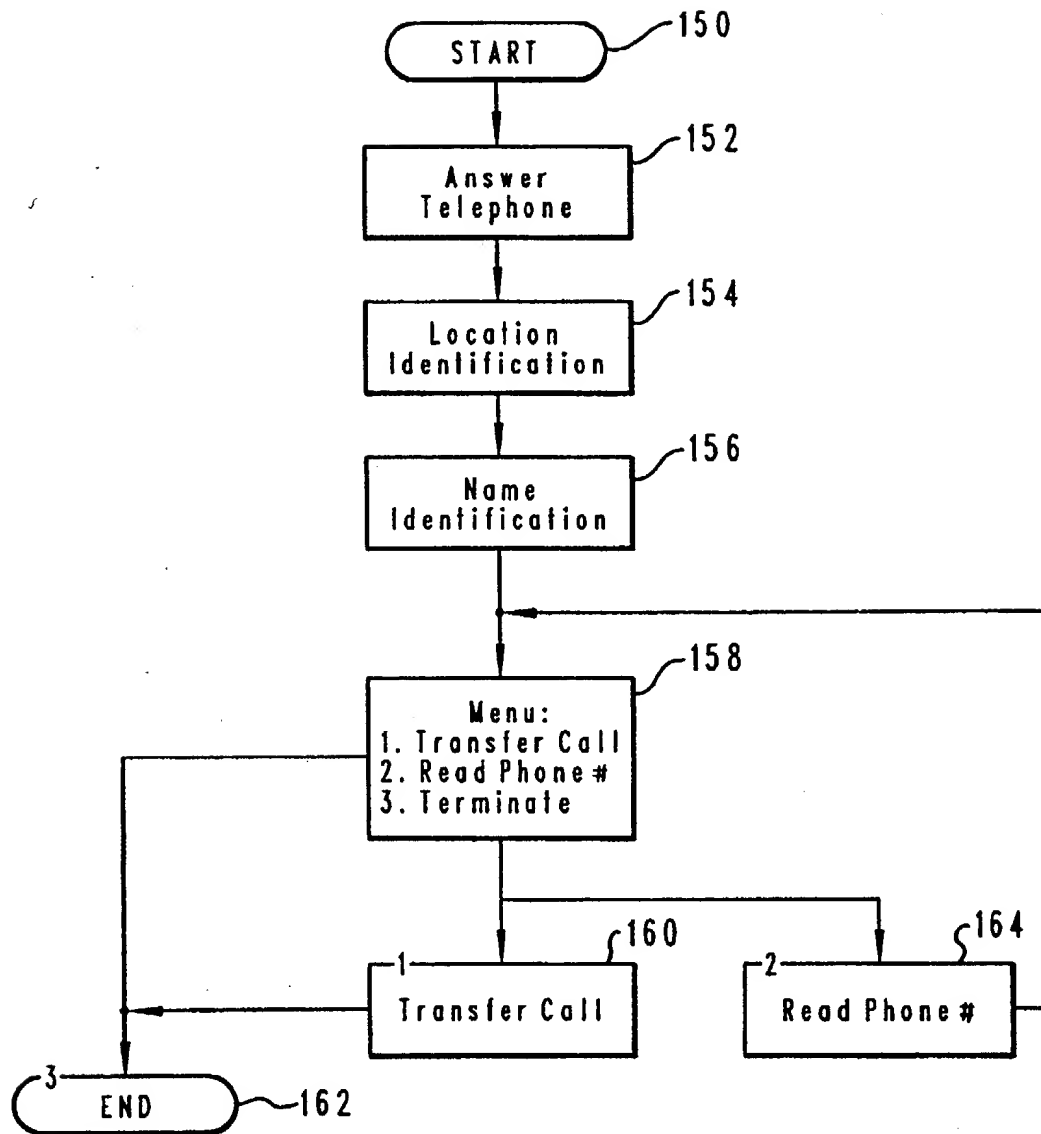 START
150
Answer
Telephone
152
Location
Identification
154
Name
Identification
156
Menu:
1. Transfer Call
2. Read Phone #
3. Terminate
158
1
Transfer Call
160
2
Read Phone #
164
3
END
162